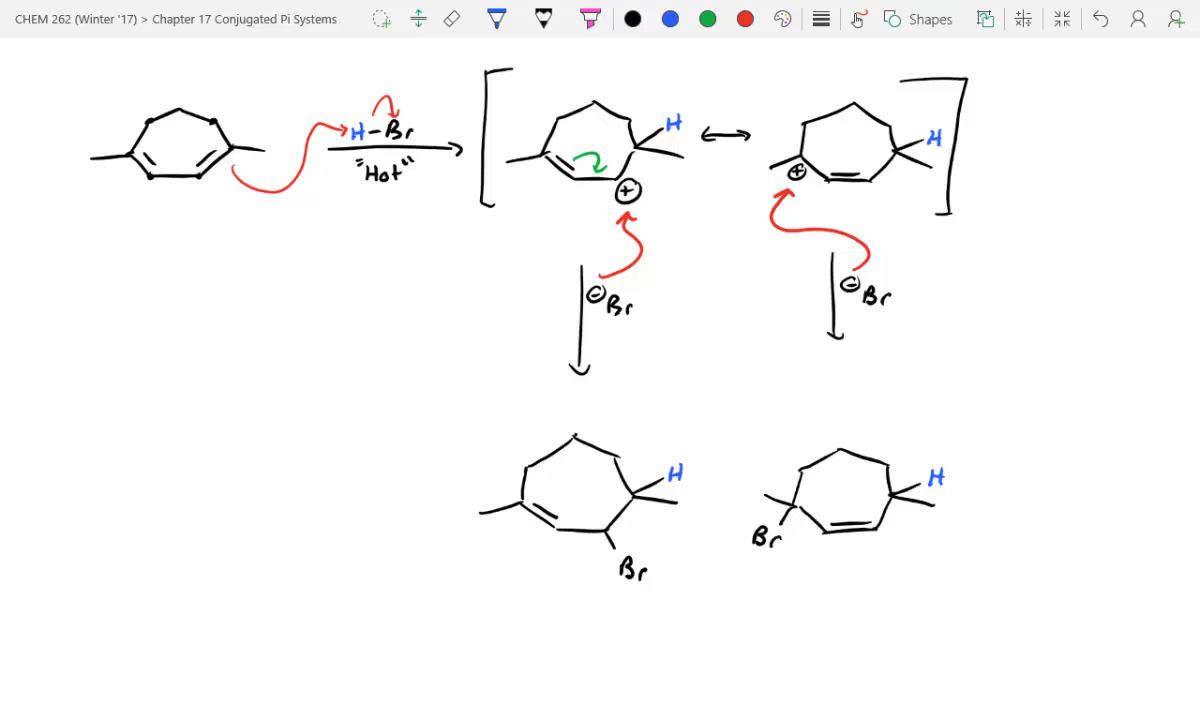 CHEM 262 (Winter '17) > Chapter 17 Conjugated Pi Systems
Shapes
H-Br
"Hot"
H
+
H
+
⊖Br
⊖Br
H
Br
H
Br